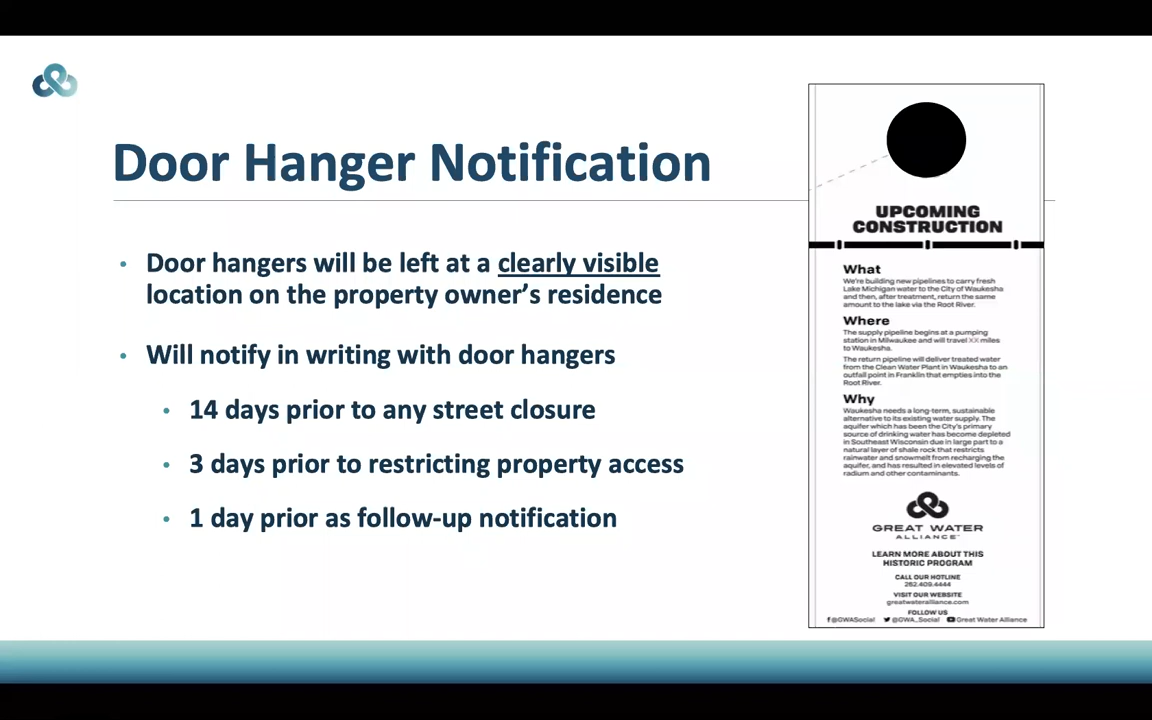 Door Hanger Notification
• Door hangers will be left at a clearly visible
location on the property owner's residence
• Will notify in writing with door hangers
• 14 days prior to any street closure
• 3 days prior to restricting property access
• 1 day prior as follow-up notification
UPCOMING
CONSTRUCTION
What
We're building new pipelines to carry fresh
Lake Michigan water to the City of Waukesha
and then, after treatment, return the same
amount to the lake via the Root River.
Where
The supply pipeline begins at a pumping
station in Milwaukee and will travel XX miles
to Waukesha.
The return pipeline will deliver treated water
from the Clean Water Plant in Waukesha to an
outfall point in Franklin that empties into the
Root River.
Why
Waukesha needs a long-term, sustainable
alternative to its existing water supply. The
aquifer which has been the City's primary
source of drinking water has become depleted
in Southeast Wisconsin due in large part to a
natural layer of shale rock that restricts
rainwater and snowmelt from recharging the
aquifer, and has resulted in elevated levels of
radium and other contaminants.
GREAT WATER
ALLIANCE
LEARN MORE ABOUT THIS
HISTORIC PROGRAM
CALL OUR HOTLINE
262.409.4444
VISIT OUR WEBSITE
greatwateralliance.com
FOLLOW US
@GWASocial @GWA_Social Great Water Alliance